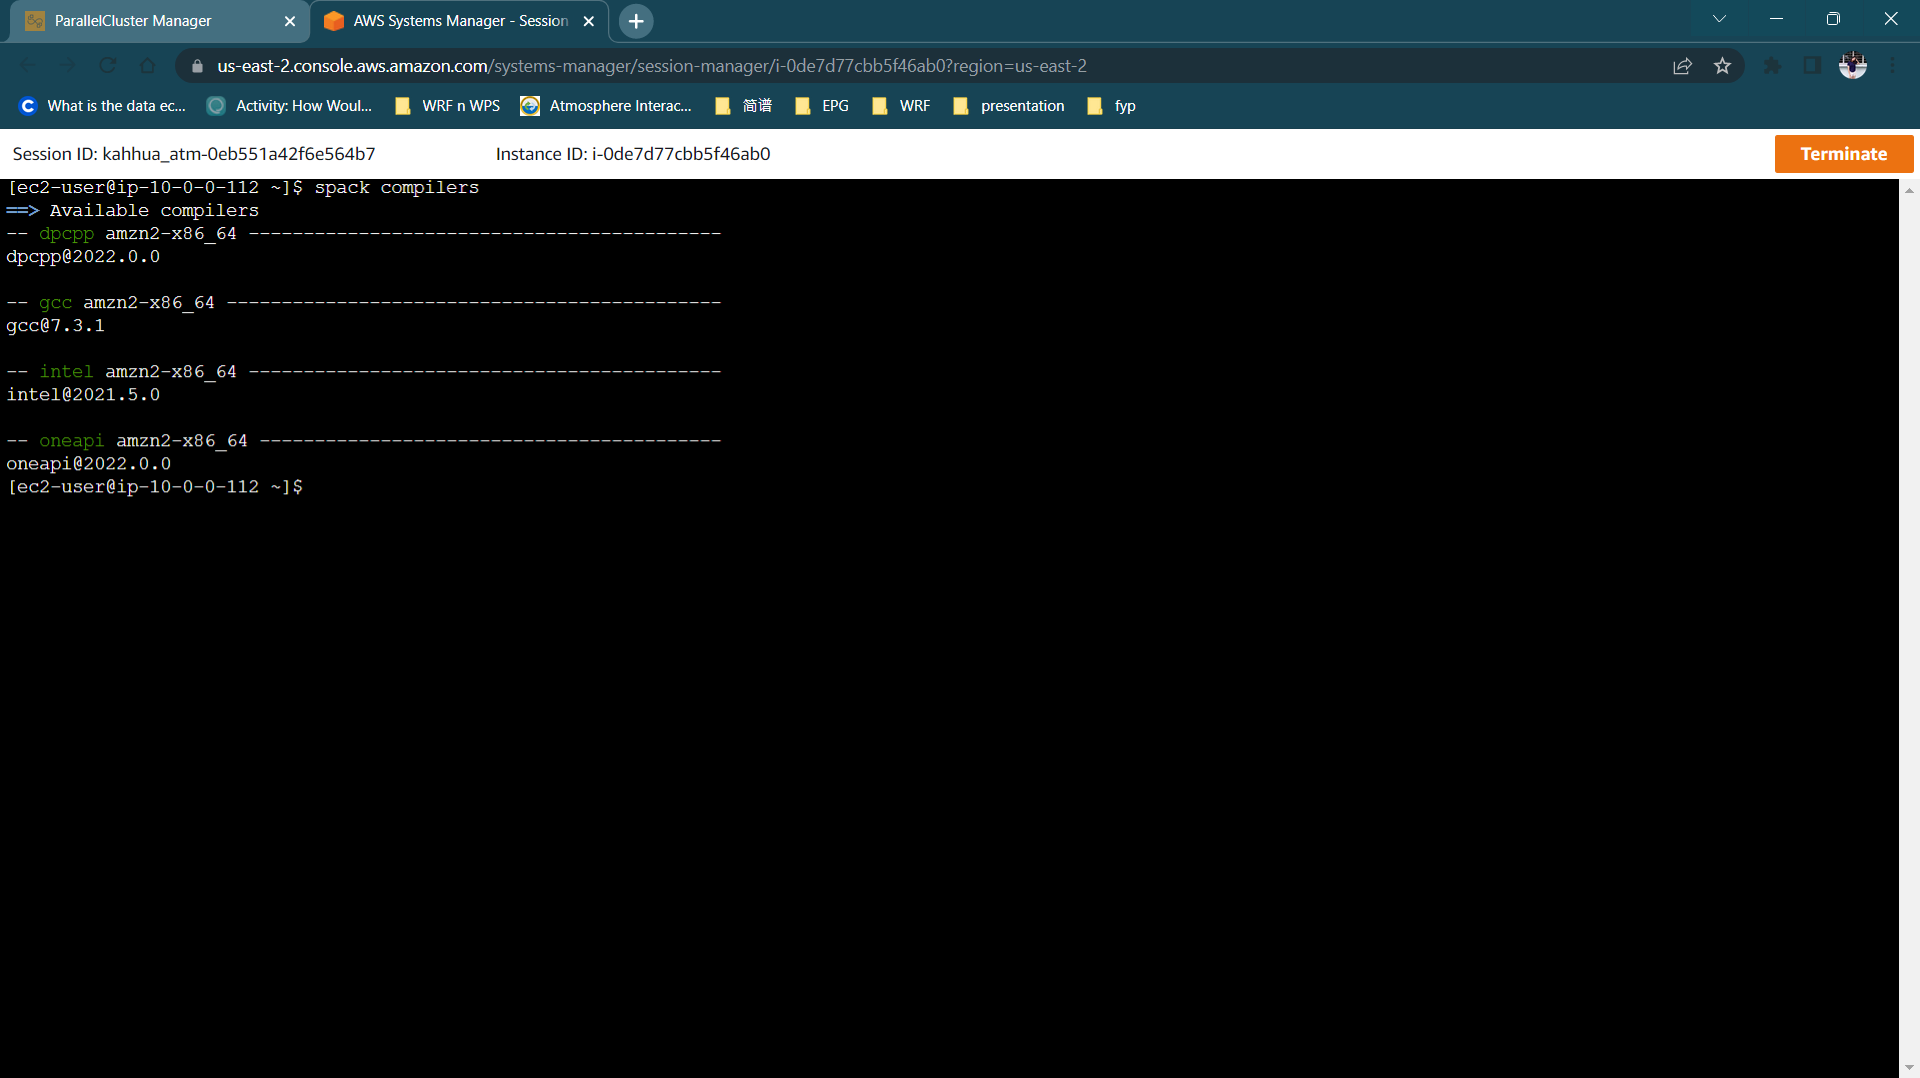 ParallelCluster Manager
AWS Systems Manager - Session
us-east-2.console.aws.amazon.com/systems-manager/session-manager/i-0de7d77cbb5f46ab0?region=us-east-2
What is the data ec... Activity: How Woul... WRF n WPS Atmosphere Interac... 简谱 EPG WRF presentation fyp
Session ID: kahhua_atm-0eb551a42f6e564b7 Instance ID: i-0de7d77cbb5f46ab0 Terminate
[ec2-user@ip-10-0-0-112 ~]$ spack compilers
==> Available compilers
-- dpcpp amzn2-x86_64 -------------------------------------------
dpcpp@2022.0.0
-- gcc amzn2-x86_64 ---------------------------------------------
gcc@7.3.1
-- intel amzn2-x86_64 -------------------------------------------
intel@2021.5.0
-- oneapi amzn2-x86_64 ------------------------------------------
oneapi@2022.0.0
[ec2-user@ip-10-0-0-112 ~]$